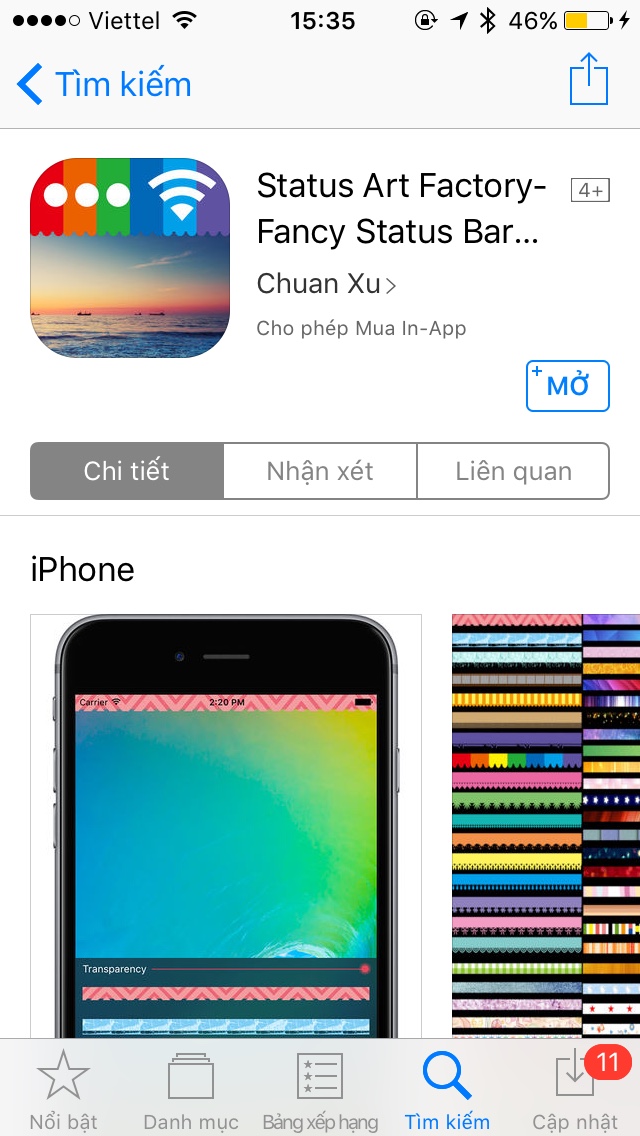 Viettel 15:35 46%
Tìm kiếm
Status Art Factory-
Fancy Status Bar...
4+
Chuan Xu
Cho phép Mua In-App
+ MỞ
Chi tiết Nhận xét Liên quan
iPhone
Carrier 2:20 PM
Transparency
11
Nổi bật Danh mục Bảng xếp hạng Tìm kiếm Cập nhật